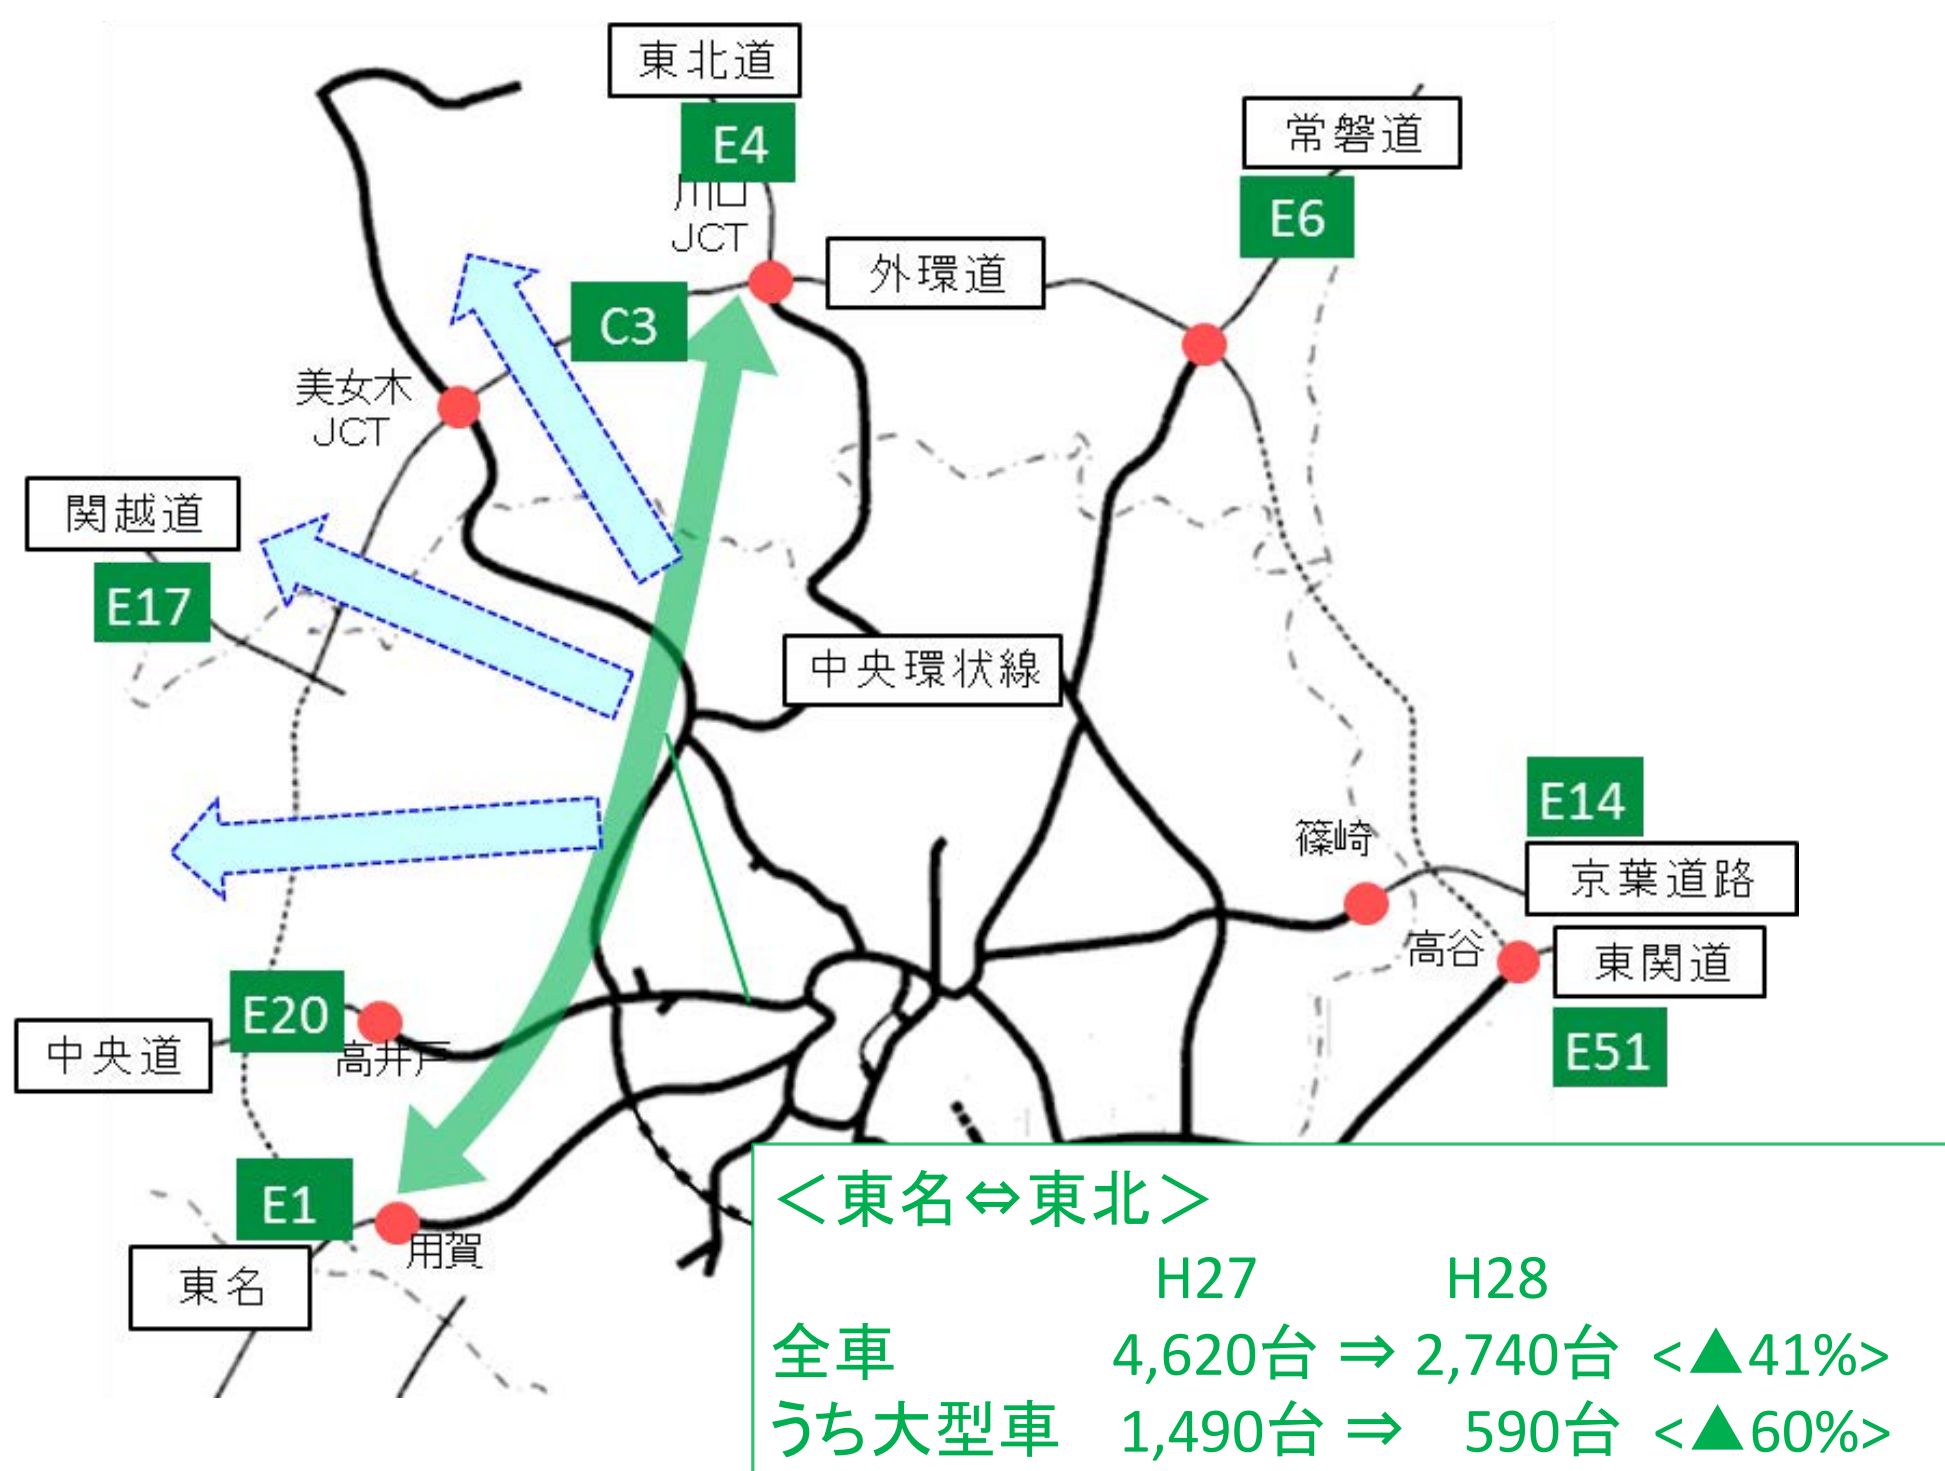 東北道
E4
川口
JCT
常磐道
E6
外環道
C3
美女木
JCT
関越道
E17
中央環状線
E14
篠崎
京葉道路
高谷
東関道
E51
E20
高井戸
中央道
E1
用賀
東名
＜東名⇔東北＞
H27 H28
全車 4,620台 ⇒ 2,740台 <▲41%>
うち大型車 1,490台 ⇒ 590台 <▲60%>